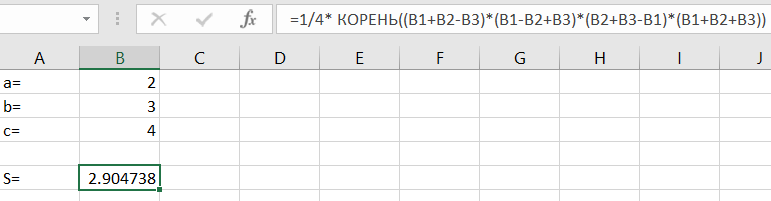 fx =1/4* КОРЕНЬ((B1+B2-B3)*(B1-B2+B3)*(B2+B3-B1)*(B1+B2+B3))
A B C D E F G H I J
a= 2
b= 3
c= 4
S= 2.904738